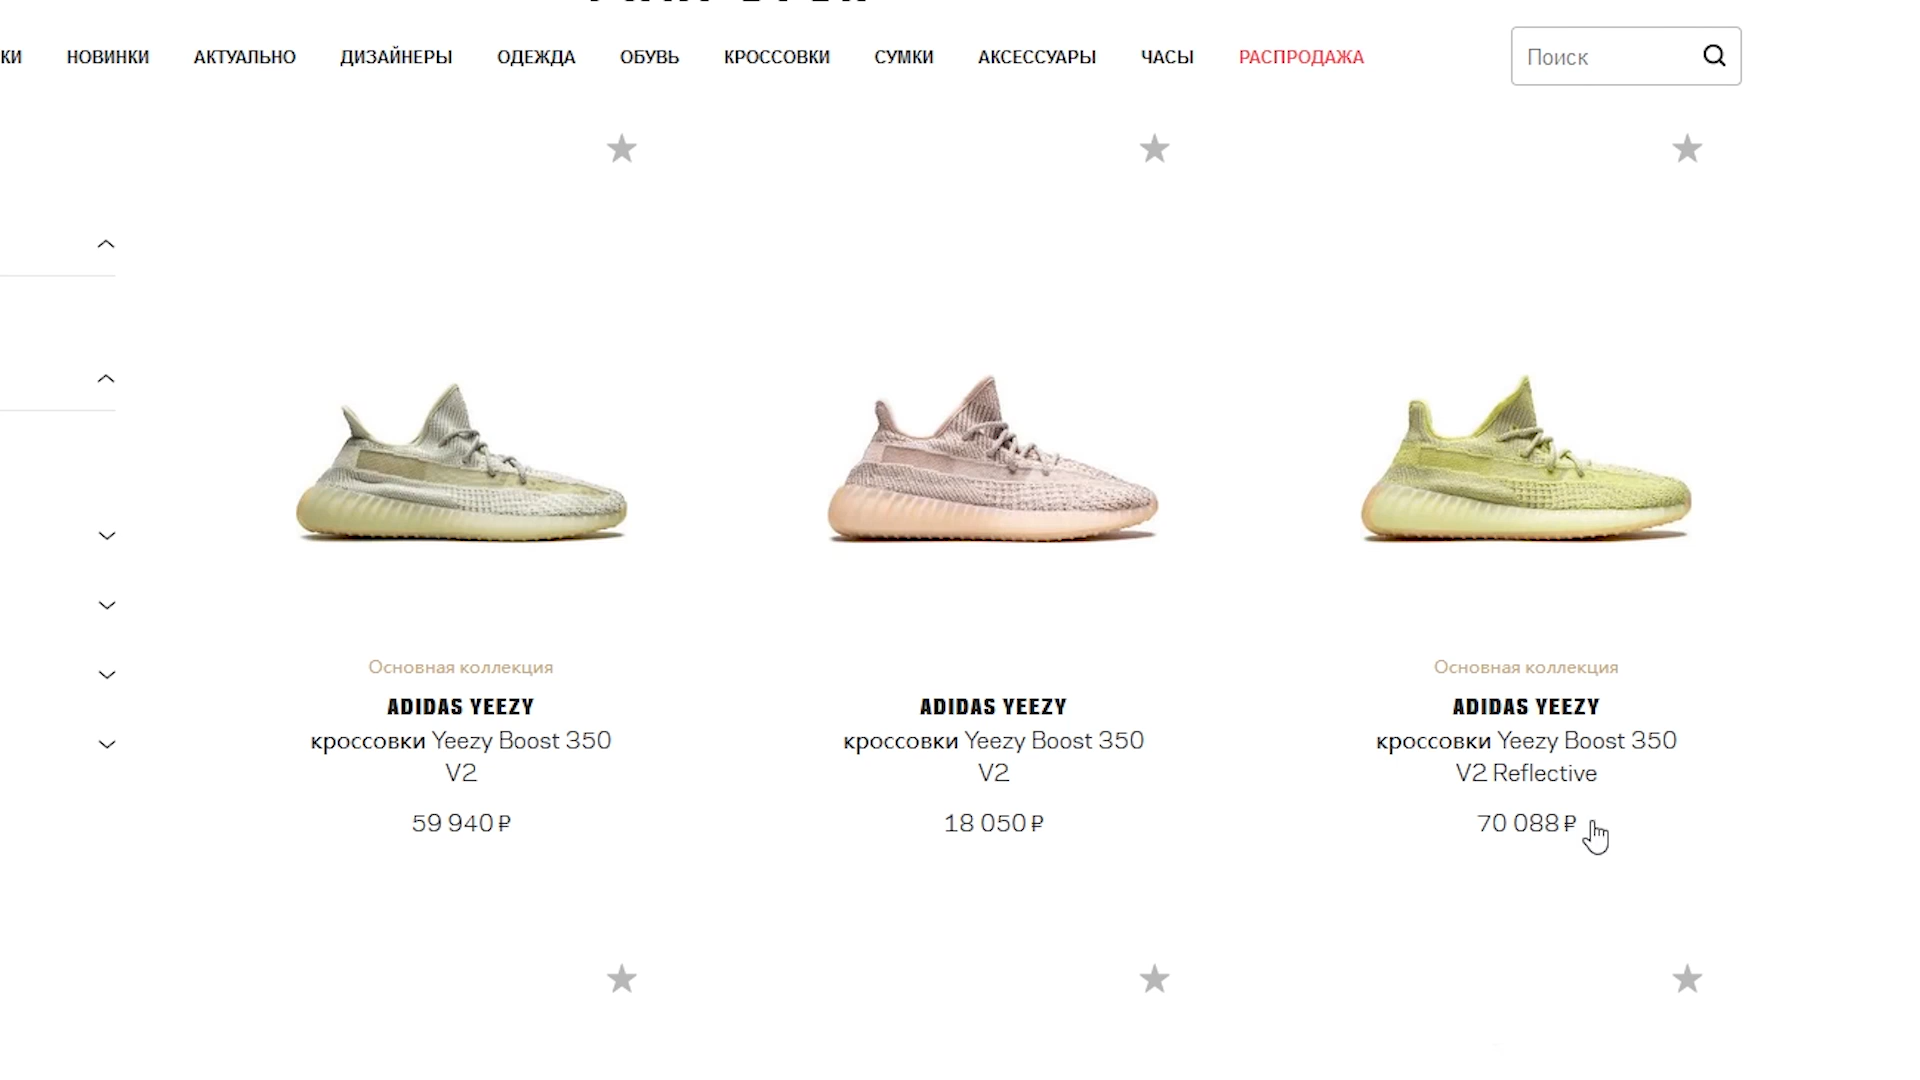 КИ НОВИНКИ АКТУАЛЬНО ДИЗАЙНЕРЫ ОДЕЖДА ОБУВЬ КРОССОВКИ СУМКИ АКСЕССУАРЫ ЧАСЫ РАСПРОДАЖА Поиск
Основная коллекция
ADIDAS YEEZY
кроссовки Yeezy Boost 350
V2
59 940 ₽
ADIDAS YEEZY
кроссовки Yeezy Boost 350
V2
18 050 ₽
Основная коллекция
ADIDAS YEEZY
кроссовки Yeezy Boost 350
V2 Reflective
70 088 ₽